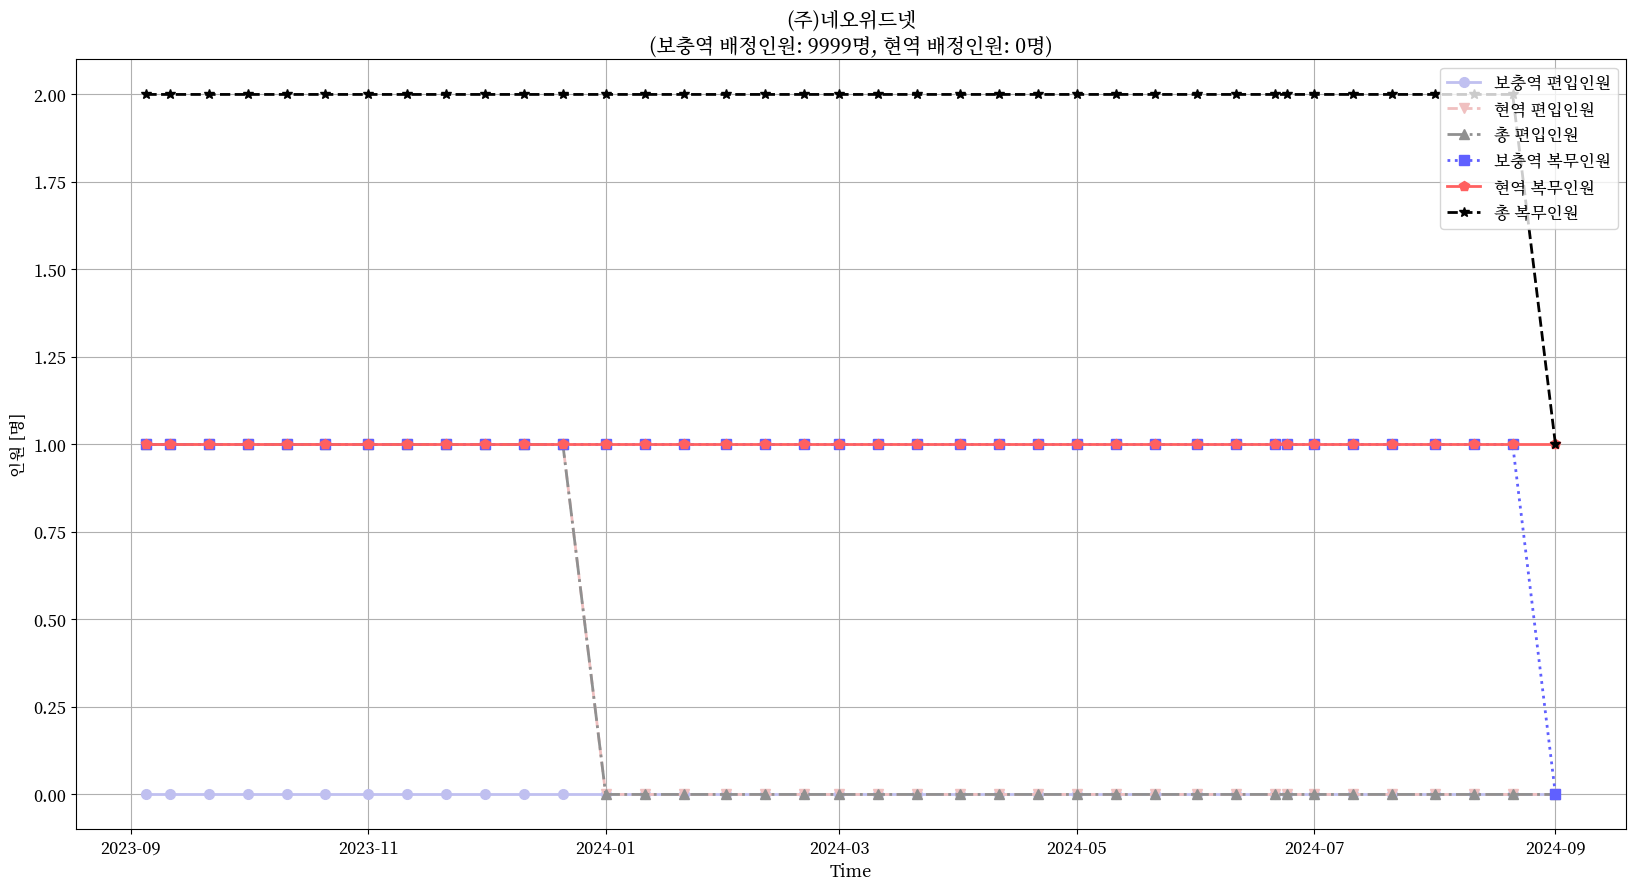 (주)네오위드넷
(보충역 배정인원: 9999명, 현역 배정인원: 0명)
보충역 편입인원
현역 편입인원
총 편입인원
보충역 복무인원
현역 복무인원
총 복무인원
인원 [명]
2.00
1.75
1.50
1.25
1.00
0.75
0.50
0.25
0.00
2023-09 2023-11 2024-01 2024-03 2024-05 2024-07 2024-09
Time